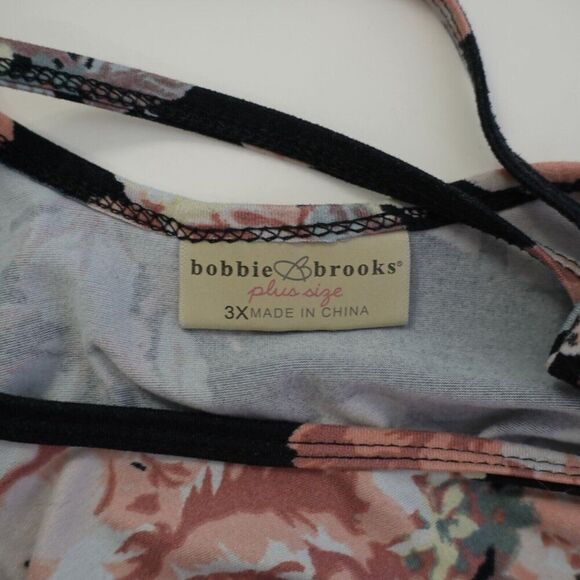 bobbie B brooks®
plus size
3X MADE IN CHINA